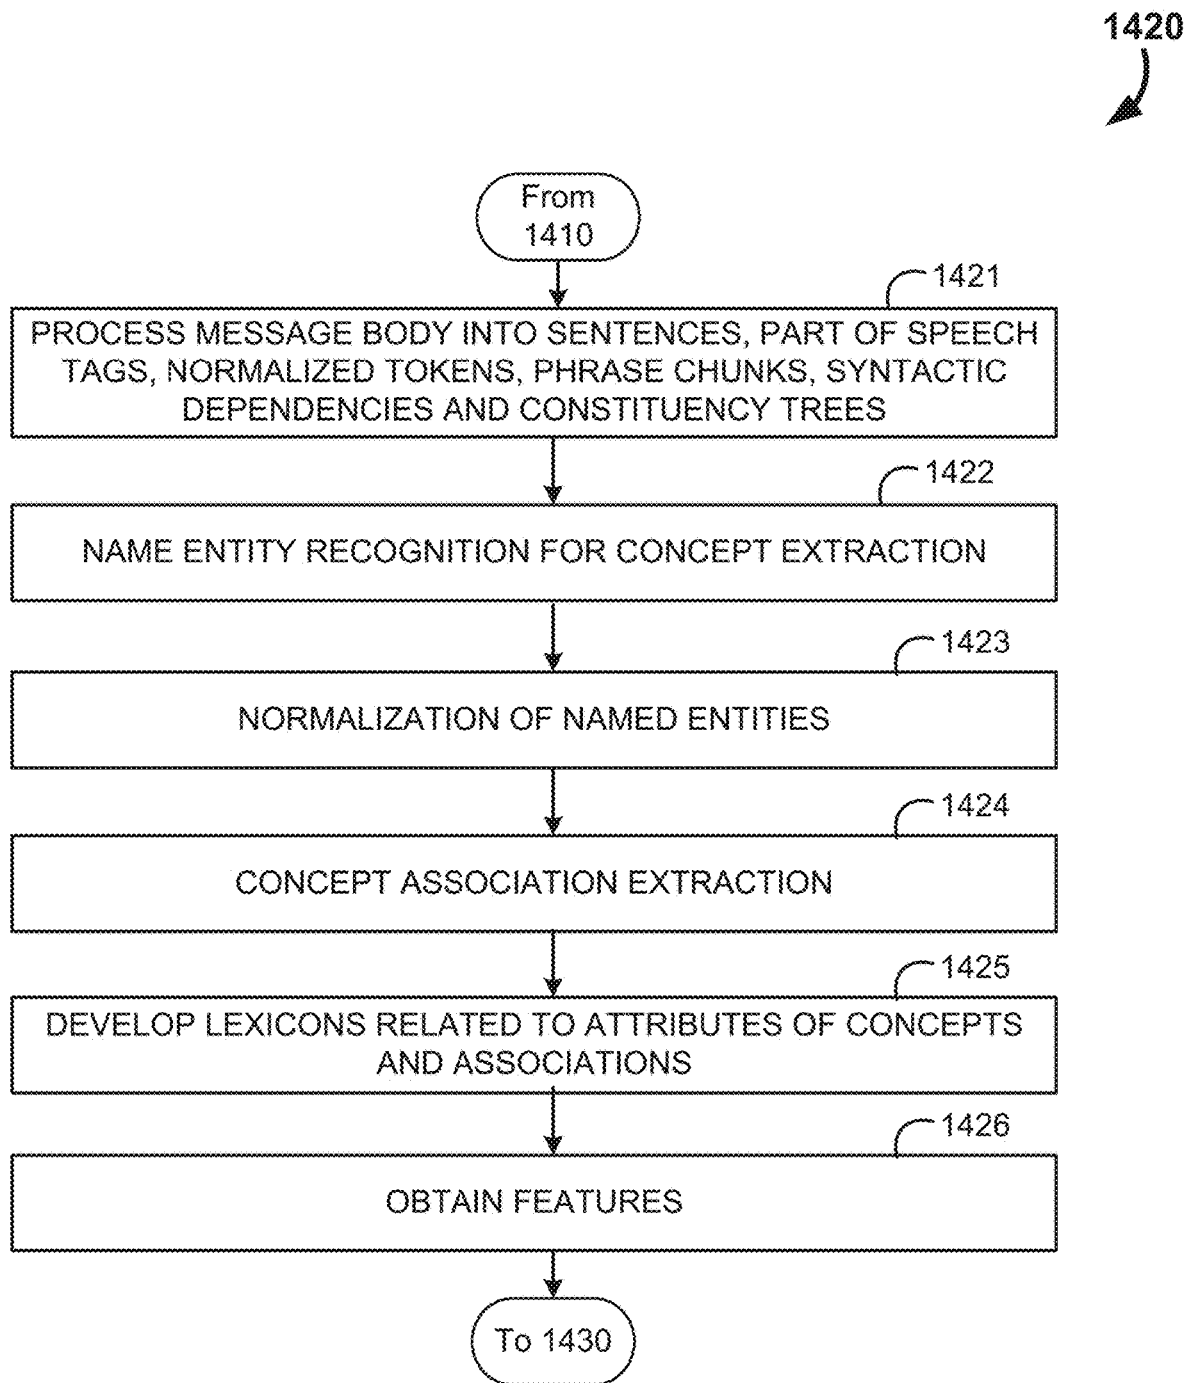 1420
From
1410
1421
PROCESS MESSAGE BODY INTO SENTENCES, PART OF SPEECH
TAGS, NORMALIZED TOKENS, PHRASE CHUNKS, SYNTACTIC
DEPENDENCIES AND CONSTITUENCY TREES
1422
NAME ENTITY RECOGNITION FOR CONCEPT EXTRACTION
1423
NORMALIZATION OF NAMED ENTITIES
1424
CONCEPT ASSOCIATION EXTRACTION
1425
DEVELOP LEXICONS RELATED TO ATTRIBUTES OF CONCEPTS
AND ASSOCIATIONS
1426
OBTAIN FEATURES
To 1430